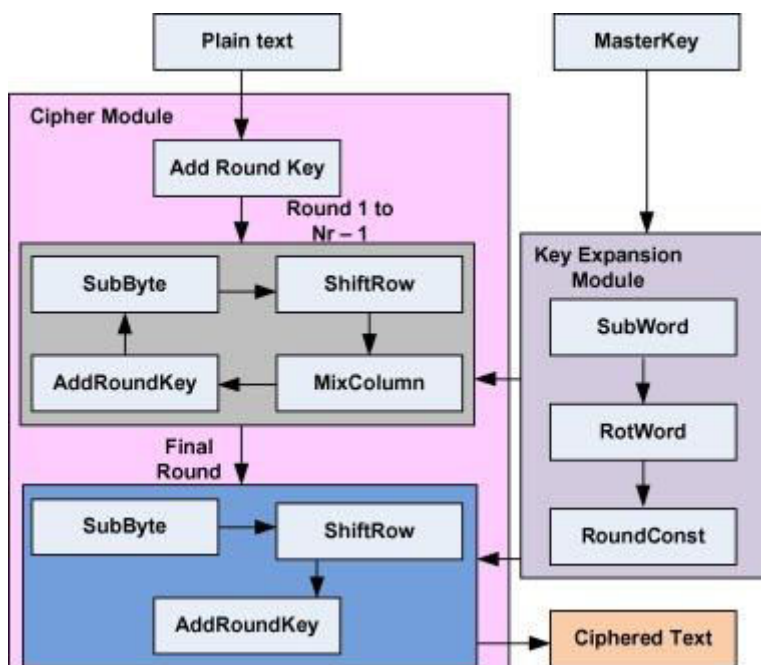 Plain text
MasterKey
Cipher Module
Add Round Key
Round 1 to
Nr – 1
SubByte
ShiftRow
AddRoundKey
MixColumn
Key Expansion
Module
SubWord
RotWord
RoundConst
Final
Round
SubByte
ShiftRow
AddRoundKey
Ciphered Text